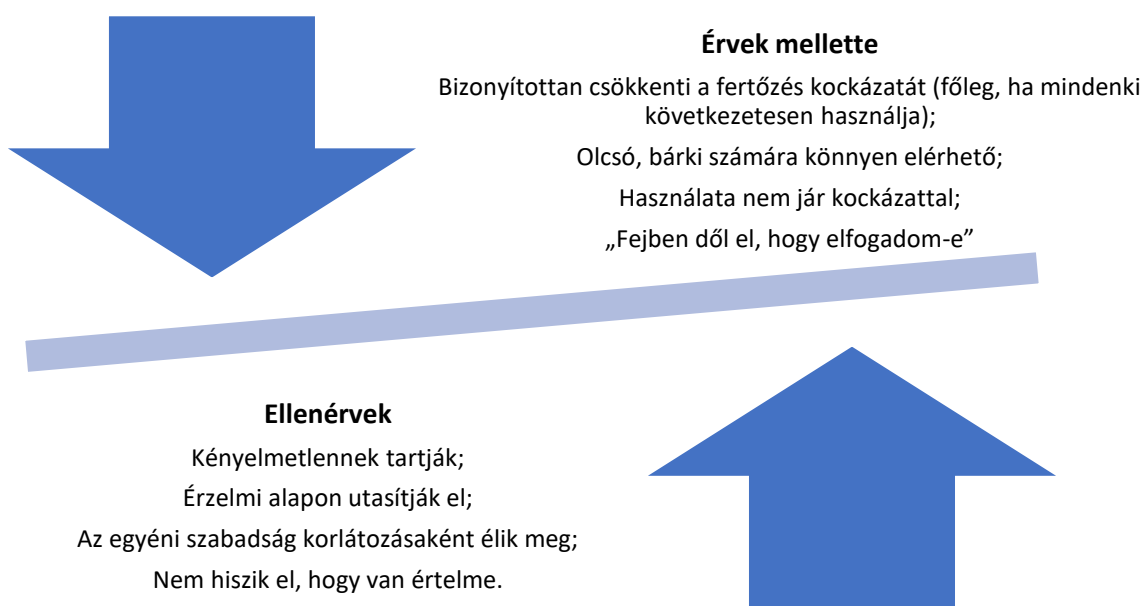 Érvek mellette
Bizonyítottan csökkenti a fertőzés kockázatát (főleg, ha mindenki
következetesen használja);
Olcsó, bárki számára könnyen elérhető;
Használata nem jár kockázattal;
„Fejben dől el, hogy elfogadom-e”
Ellenérvek
Kényelmetlennek tartják;
Érzelmi alapon utasítják el;
Az egyéni szabadság korlátozásaként élik meg;
Nem hiszik el, hogy van értelme.